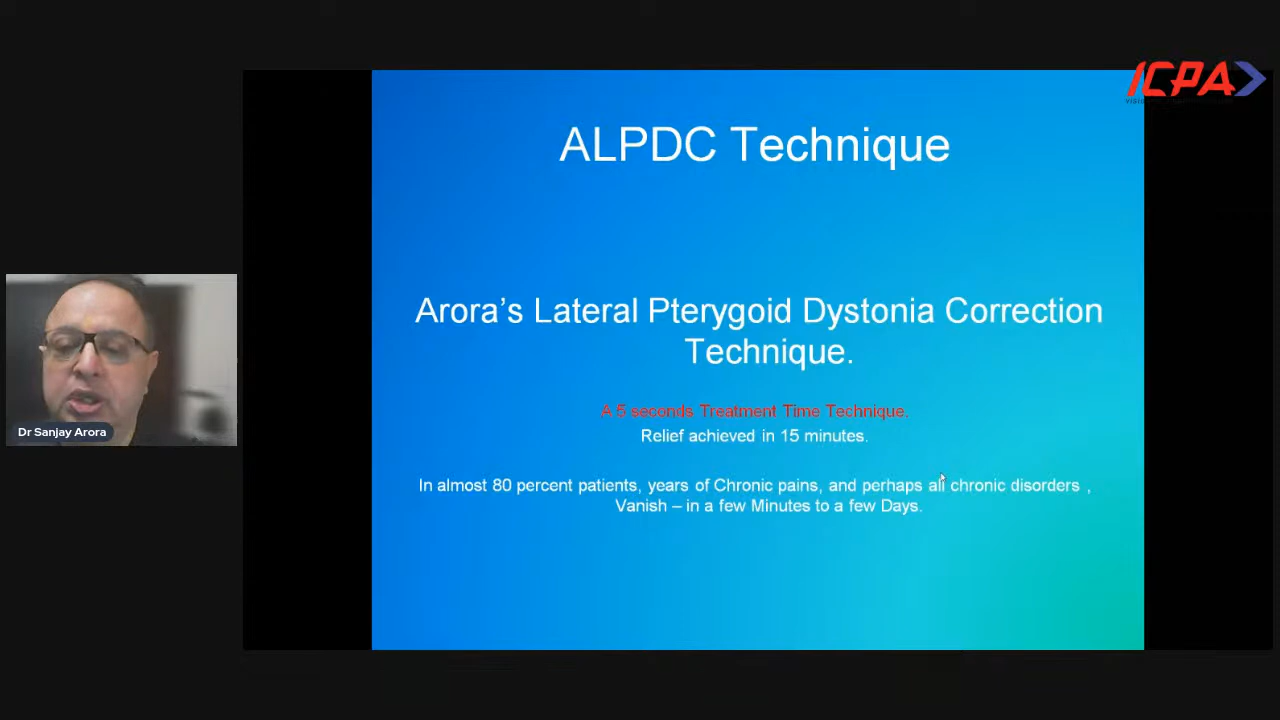 ICPA
ALPDC Technique
Arora’s Lateral Pterygoid Dystonia Correction
Technique.
A 5 seconds Treatment Time Technique.
Relief achieved in 15 minutes.
In almost 80 percent patients, years of Chronic pains, and perhaps all chronic disorders ,
Vanish – in a few Minutes to a few Days.
Dr Sanjay Arora